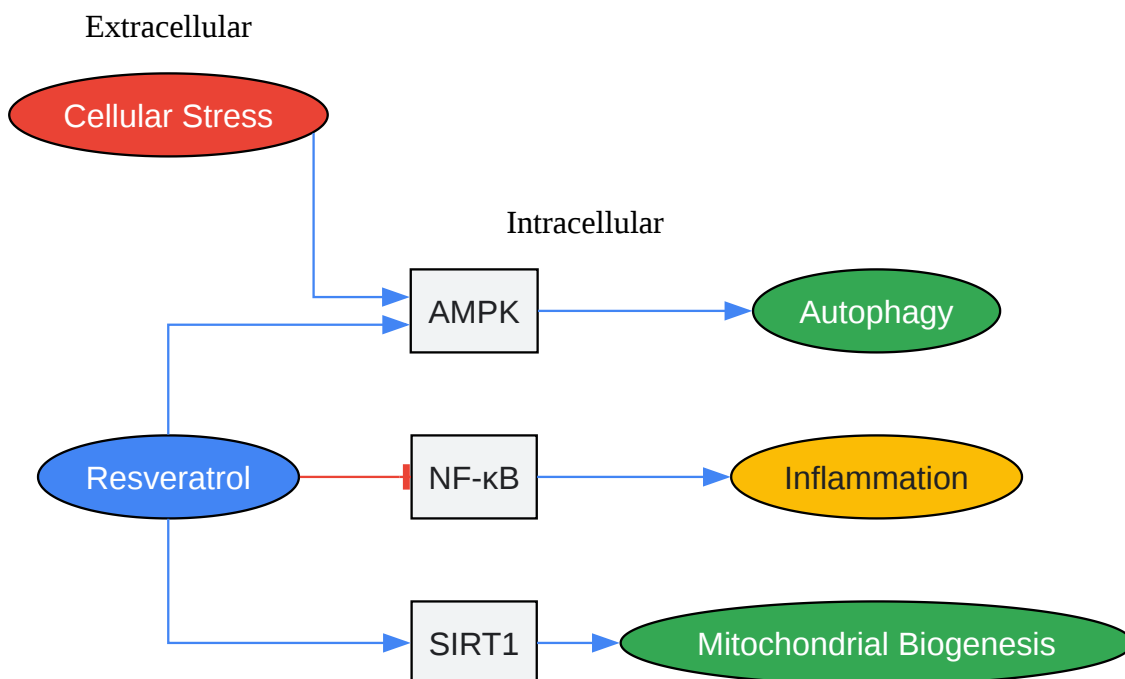 Extracellular
Cellular Stress
Intracellular
AMPK
Autophagy
Resveratrol
NF-κB
Inflammation
SIRT1
Mitochondrial Biogenesis